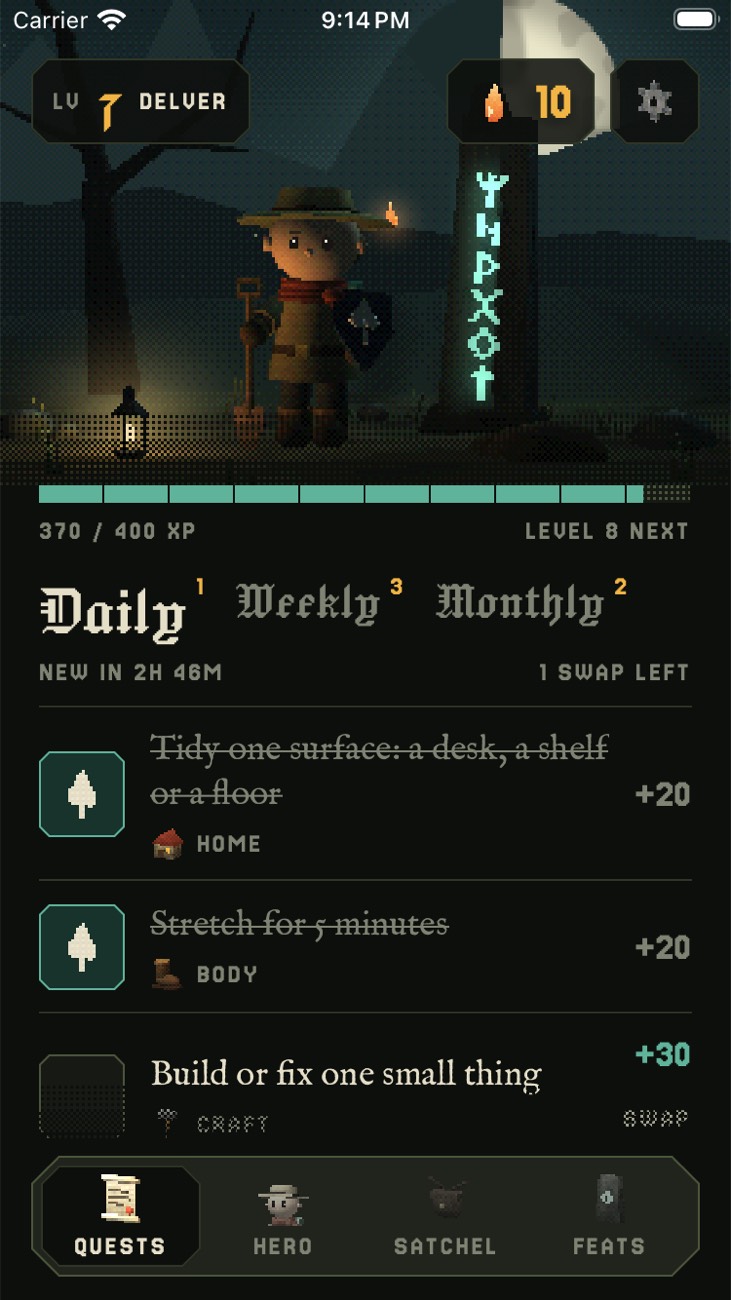 Carrier 9:14 PM
LV 7 DELVER 10
370 / 400 XP LEVEL 8 NEXT
Daily 1 Weekly 3 Monthly 2
NEW IN 2H 46M 1 SWAP LEFT
Tidy one surface: a desk, a shelf
or a floor
+20
HOME
Stretch for 5 minutes
+20
BODY
+30
Build or fix one small thing
CRAFT SWAP
QUESTS HERO SATCHEL FEATS